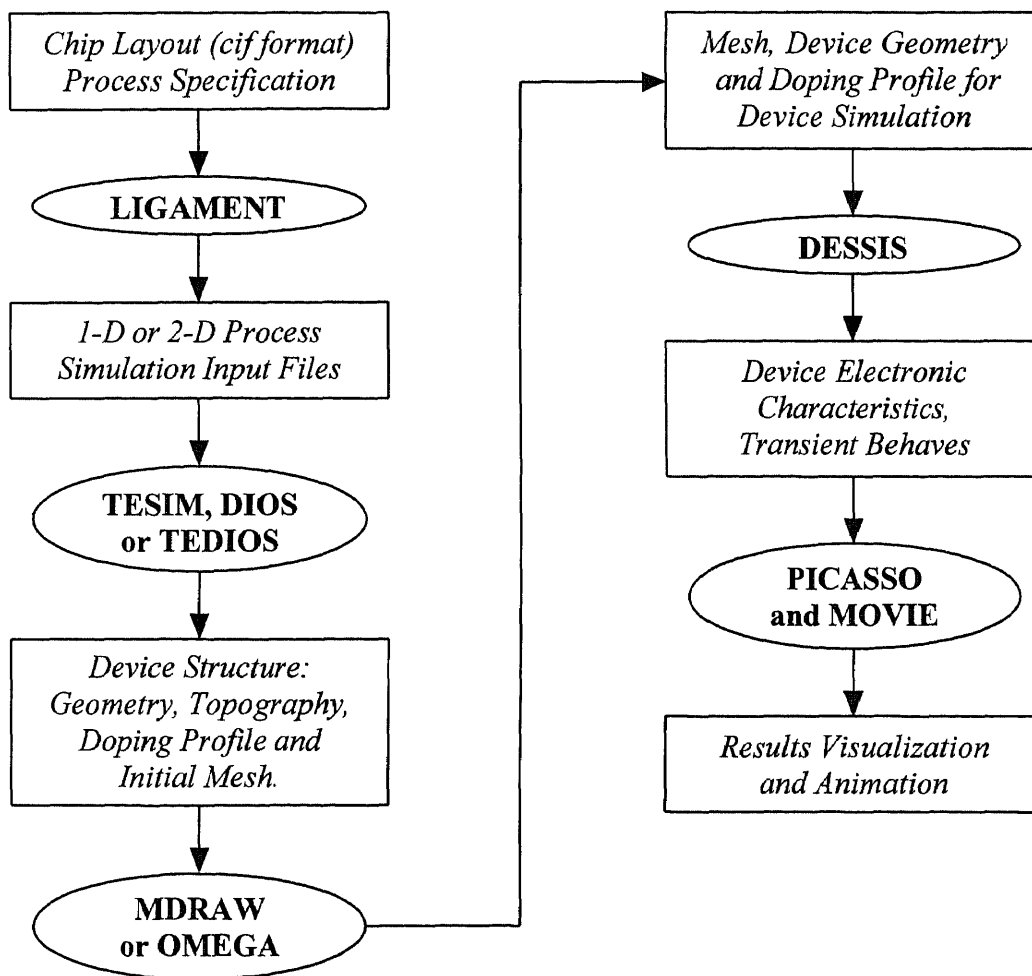 Chip Layout (cif format)
Process Specification
LIGAMENT
1-D or 2-D Process
Simulation Input Files
TESIM, DIOS
or TEDIOS
Device Structure:
Geometry, Topography,
Doping Profile and
Initial Mesh.
MDRAW
or OMEGA
Mesh, Device Geometry
and Doping Profile for
Device Simulation
DESSIS
Device Electronic
Characteristics,
Transient Behaves
PICASSO
and MOVIE
Results Visualization
and Animation